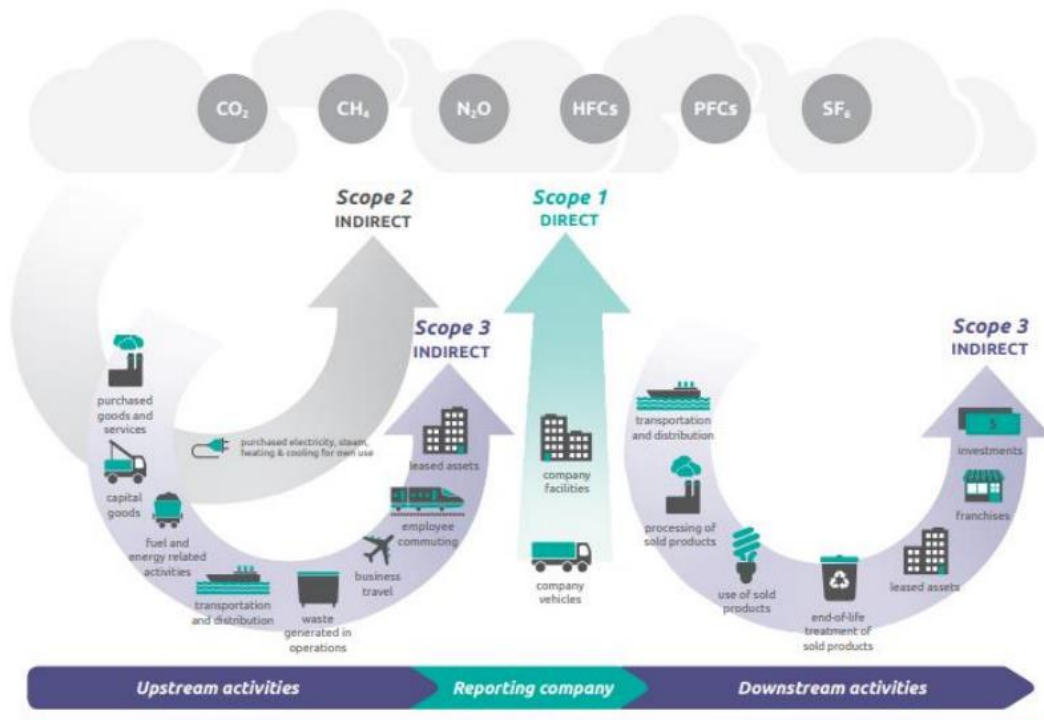 CO₂
CH₄
N₂O
HFCs
PFCs
SF₆
Scope 2
INDIRECT
Scope 1
DIRECT
Scope 3
INDIRECT
Scope 3
INDIRECT
purchased
goods and
services
capital
goods
fuel and
energy related
activities
transportation
and distribution
waste
generated in
operations
business
travel
employee
commuting
leased assets
purchased electricity, steam,
heating & cooling for own use
company
facilities
company
vehicles
transportation
and distribution
processing of
sold products
use of sold
products
end-of-life
treatment of
sold products
leased assets
franchises
investments
$
Upstream activities
Reporting company
Downstream activities